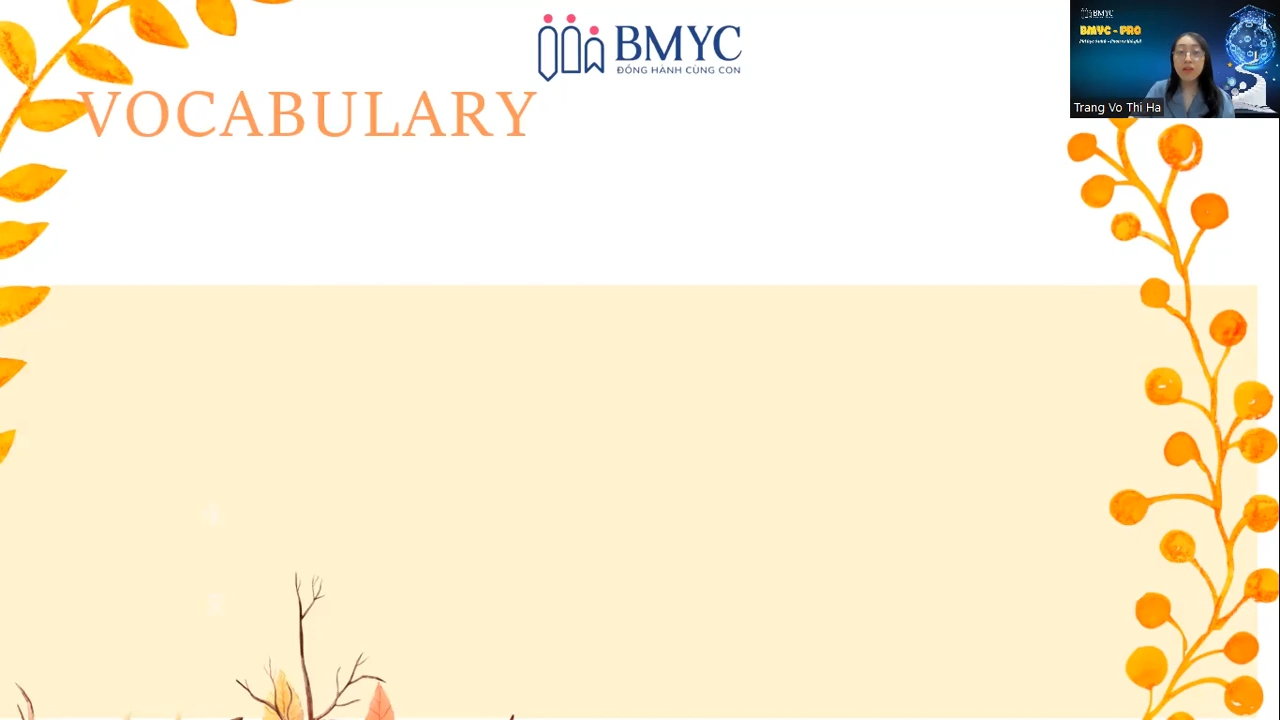 BMYC
ĐỒNG HÀNH CÙNG CON
VOCABULARY
BMYC
BMYC - PRO
Trang Vo Thi Ha